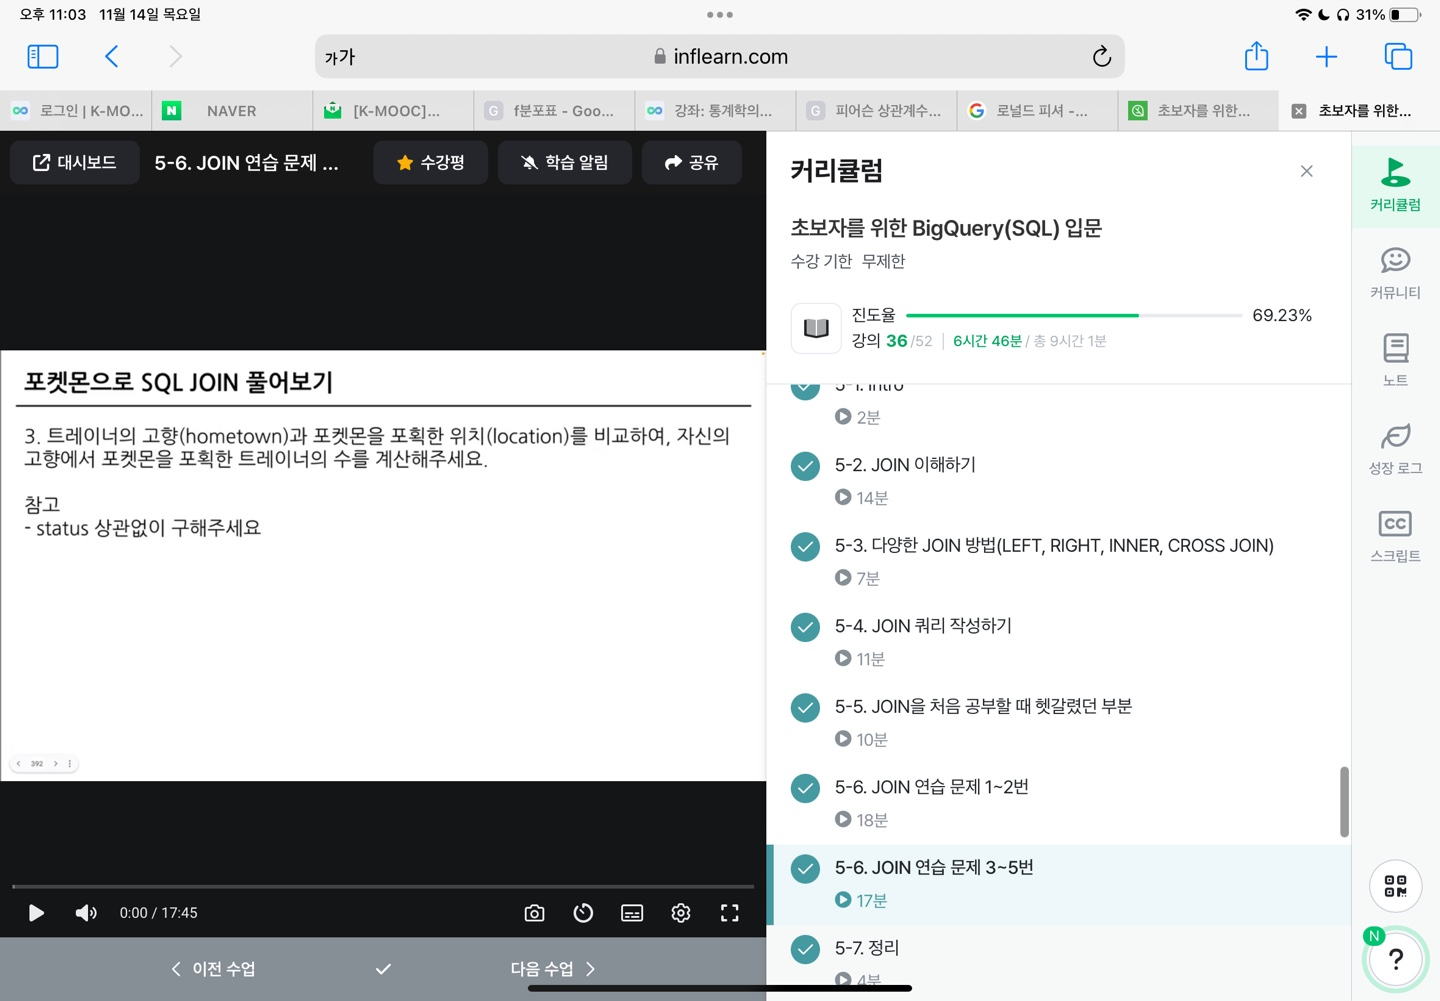 오후 11:03 11월 14일 목요일
31%
가가
inflearn.com
로그인 | K-MO...
NAVER
[K-MOOC]...
f분포표 - Goo...
강좌: 통계학의...
피어슨 상관계수...
로널드 피셔 -...
초보자를 위한...
초보자를 위한...
대시보드
5-6. JOIN 연습 문제 ...
수강평
학습 알림
공유
포켓몬으로 SQL JOIN 풀어보기
3. 트레이너의 고향(hometown)과 포켓몬을 포획한 위치(location)를 비교하여, 자신의
고향에서 포켓몬을 포획한 트레이너의 수를 계산해주세요.
참고
- status 상관없이 구해주세요
392
0:00 / 17:45
이전 수업
다음 수업
커리큘럼
초보자를 위한 BigQuery(SQL) 입문
수강 기한 무제한
진도율 69.23%
강의 36/52 | 6시간 46분 / 총 9시간 1분
5-1. Intro
2분
5-2. JOIN 이해하기
14분
5-3. 다양한 JOIN 방법(LEFT, RIGHT, INNER, CROSS JOIN)
7분
5-4. JOIN 쿼리 작성하기
11분
5-5. JOIN을 처음 공부할 때 헷갈렸던 부분
10분
5-6. JOIN 연습 문제 1~2번
18분
5-6. JOIN 연습 문제 3~5번
17분
5-7. 정리
4분
커리큘럼
커뮤니티
노트
성장 로그
CC
스크립트
N
?